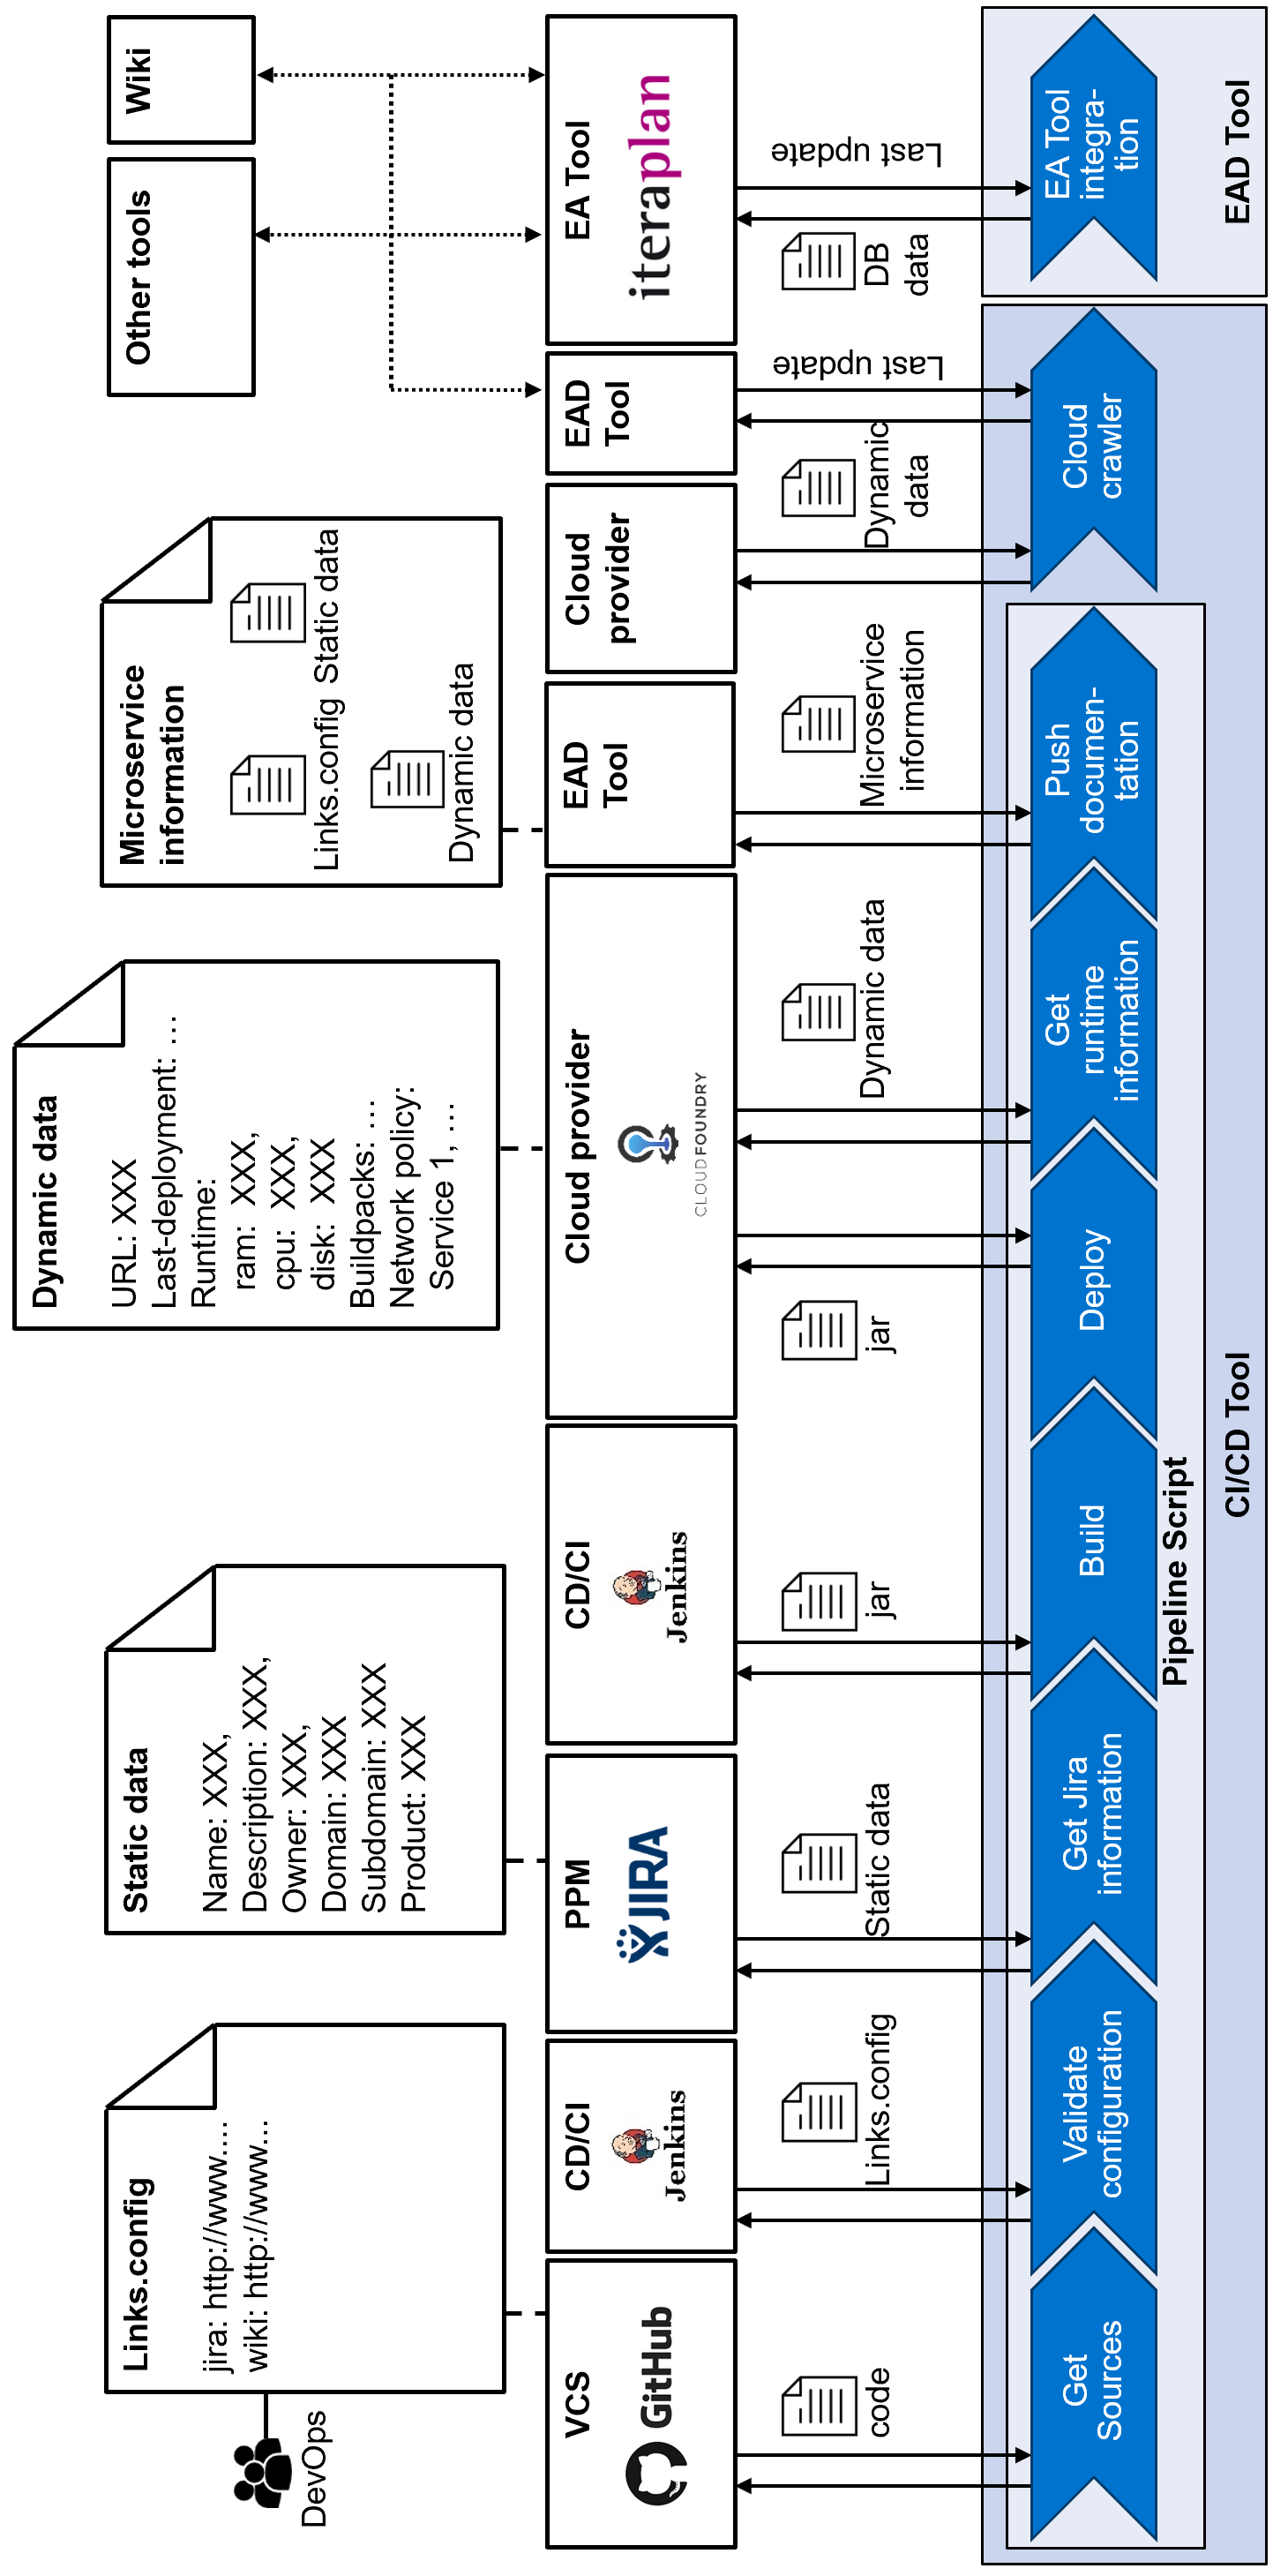 DevOps
Links.config
jira: http://www....
wiki: http://www...
Static data
Name: XXX,
Description: XXX,
Owner: XXX,
Domain: XXX
Subdomain: XXX
Product: XXX
Dynamic data
URL: XXX
Last-deployment: ...
Runtime:
ram: XXX,
cpu: XXX,
disk: XXX
Buildpacks: ...
Network policy:
Service 1, ...
Microservice
information
Links.config
Static data
Dynamic data
Other tools
Wiki
VCS
GitHub
CD/CI
Jenkins
PPM
JIRA
CD/CI
Jenkins
Cloud provider
CLOUDFOUNDRY
EAD
Tool
Cloud
provider
EAD
Tool
EA Tool
iteraplan
code
Links.config
Static data
jar
jar
Dynamic data
Microservice
information
Dynamic
data
Last update
DB
data
Last update
Get
Sources
Validate
configuration
Get Jira
information
Build
Deploy
Get
runtime
information
Push
documen-
tation
Cloud
crawler
EA Tool
integra-
tion
Pipeline Script
CI/CD Tool
EAD Tool